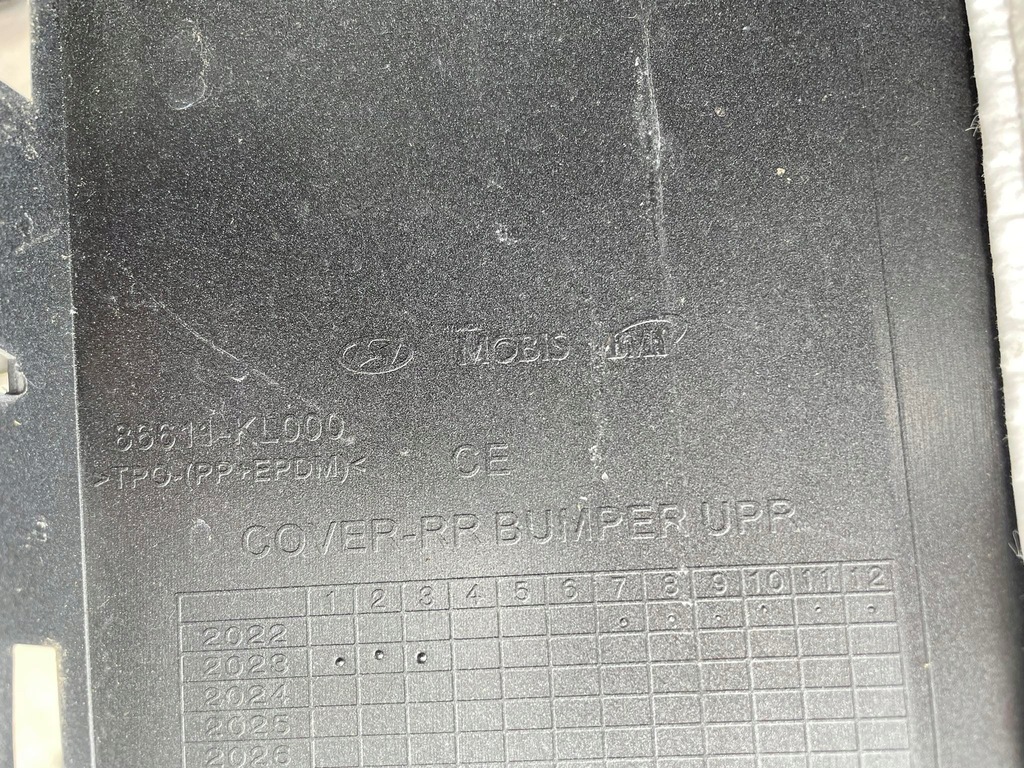 MOBIS
86611-KL000
>TPO-(PP+EPDM)< CE
COVER-RR BUMPER UPR
1 2 3 4 5 6 7 8 9 10 11 12
2022
2023
2024
2025
2026